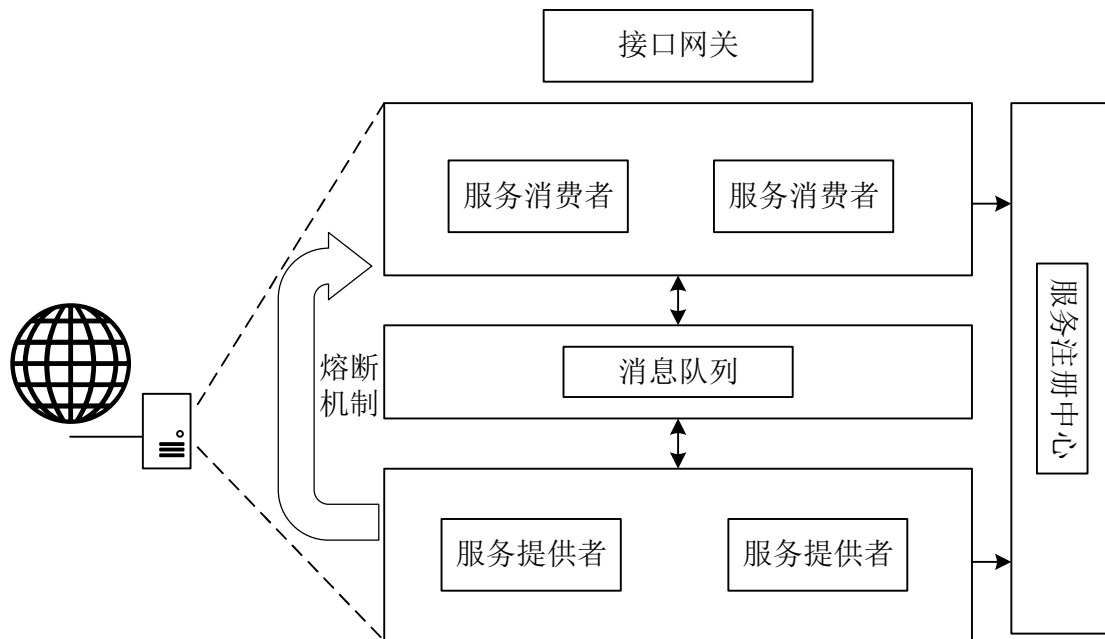 接口网关
服务消费者
服务消费者
熔断
机制
消息队列
服务提供者
服务提供者
服务注册中心